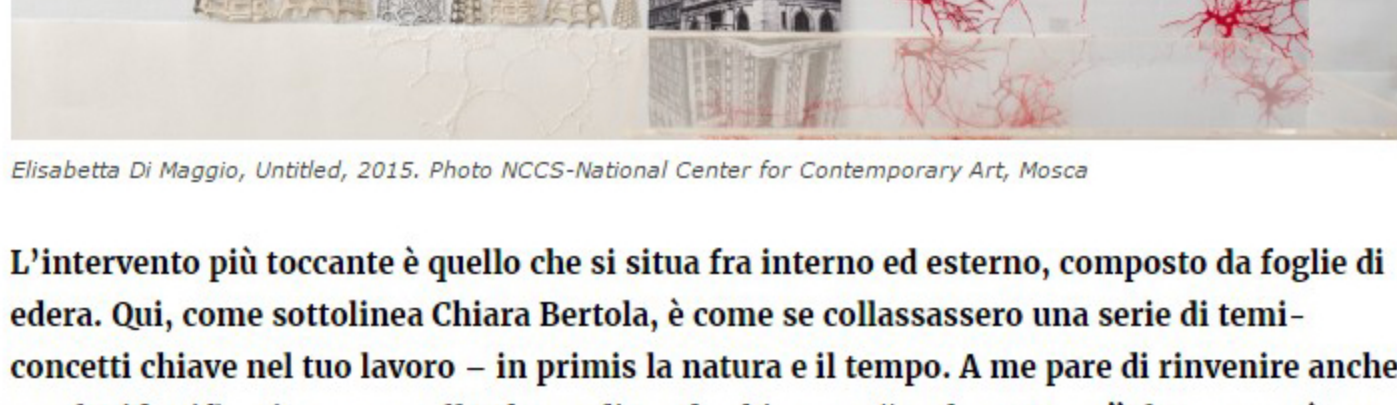 Elisabetta Di Maggio, Untitled, 2015. Photo NCCS-National Center for Contemporary Art, Mosca
L’intervento più toccante è quello che si situa fra interno ed esterno, composto da foglie di
edera. Qui, come sottolinea Chiara Bertola, è come se collassassero una serie di temi-
concetti chiave nel tuo lavoro – in primis la natura e il tempo. A me pare di rinvenire anche